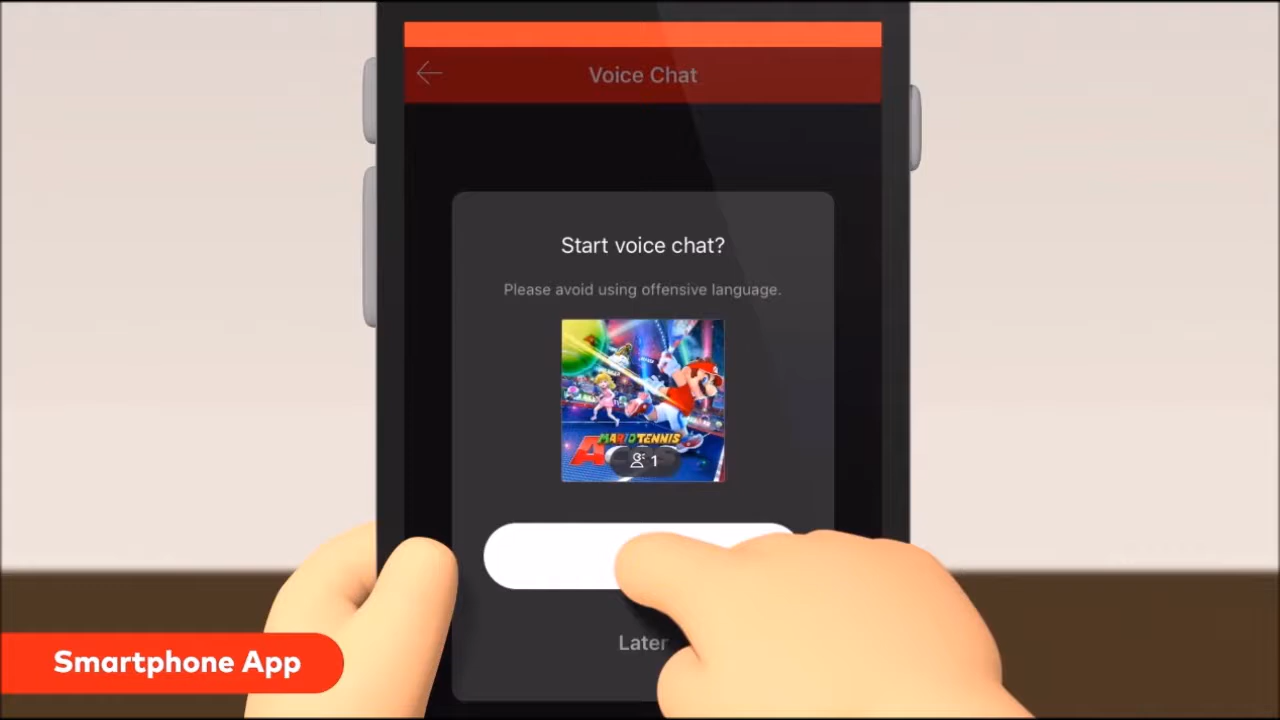 Voice Chat
Start voice chat?
Please avoid using offensive language.
MARIO TENNIS
1
Later
Smartphone App